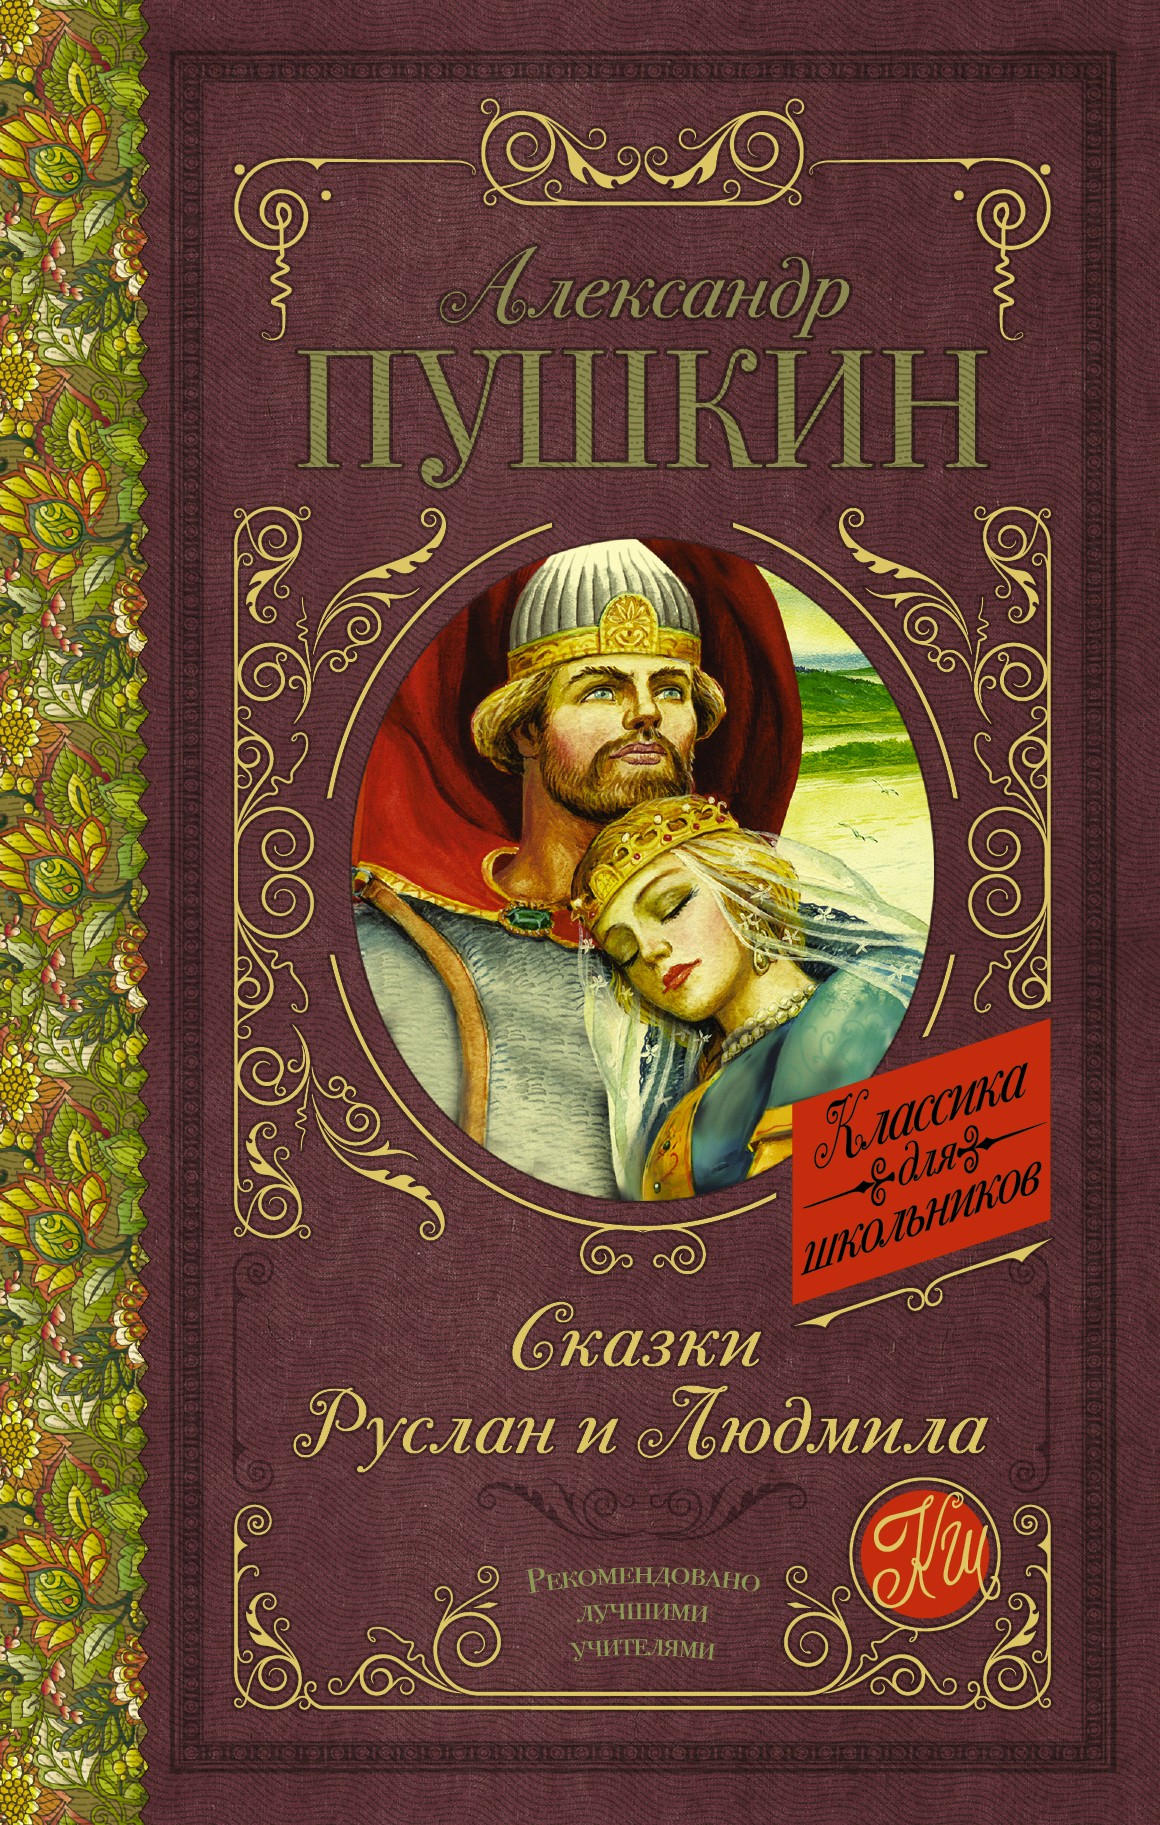 Александр
ПУШКИН
Классика
для
школьников
Сказки
Руслан и Людмила
Рекомендовано
лучшими
учителями
КШ